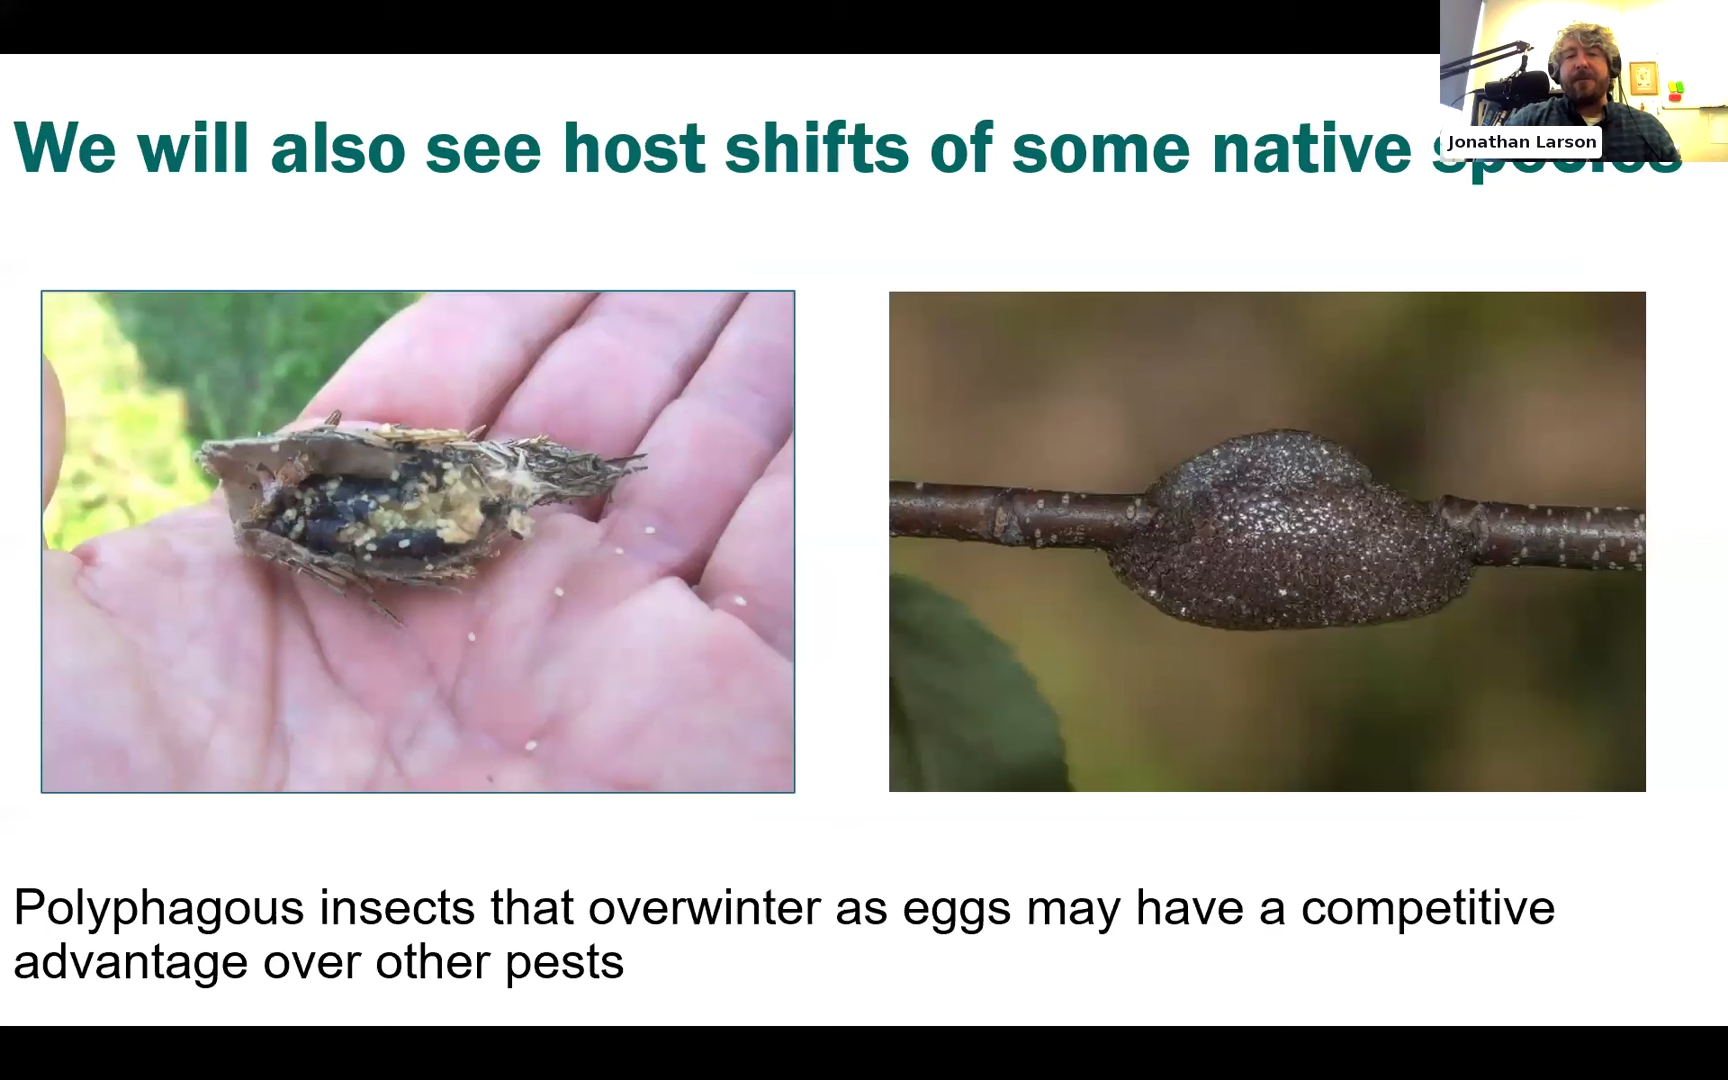 We will also see host shifts of some native species
Jonathan Larson
Polyphagous insects that overwinter as eggs may have a competitive
advantage over other pests